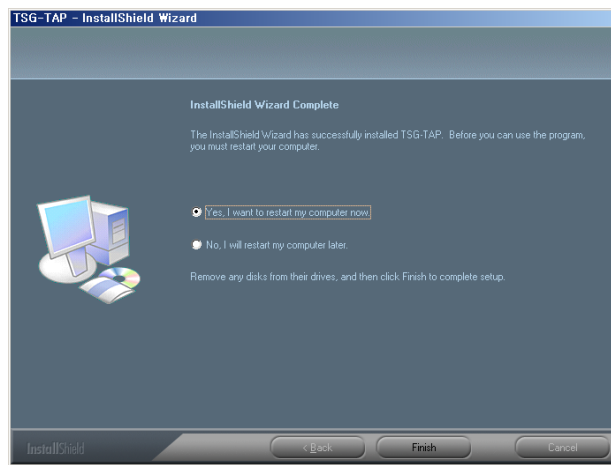 TSG-TAP - InstallShield Wizard
InstallShield Wizard Complete
The InstallShield Wizard has successfully installed TSG-TAP. Before you can use the program,
you must restart your computer.
Yes, I want to restart my computer now.
No, I will restart my computer later.
Remove any disks from their drives, and then click Finish to complete setup.
InstallShield
< Back
Finish
Cancel